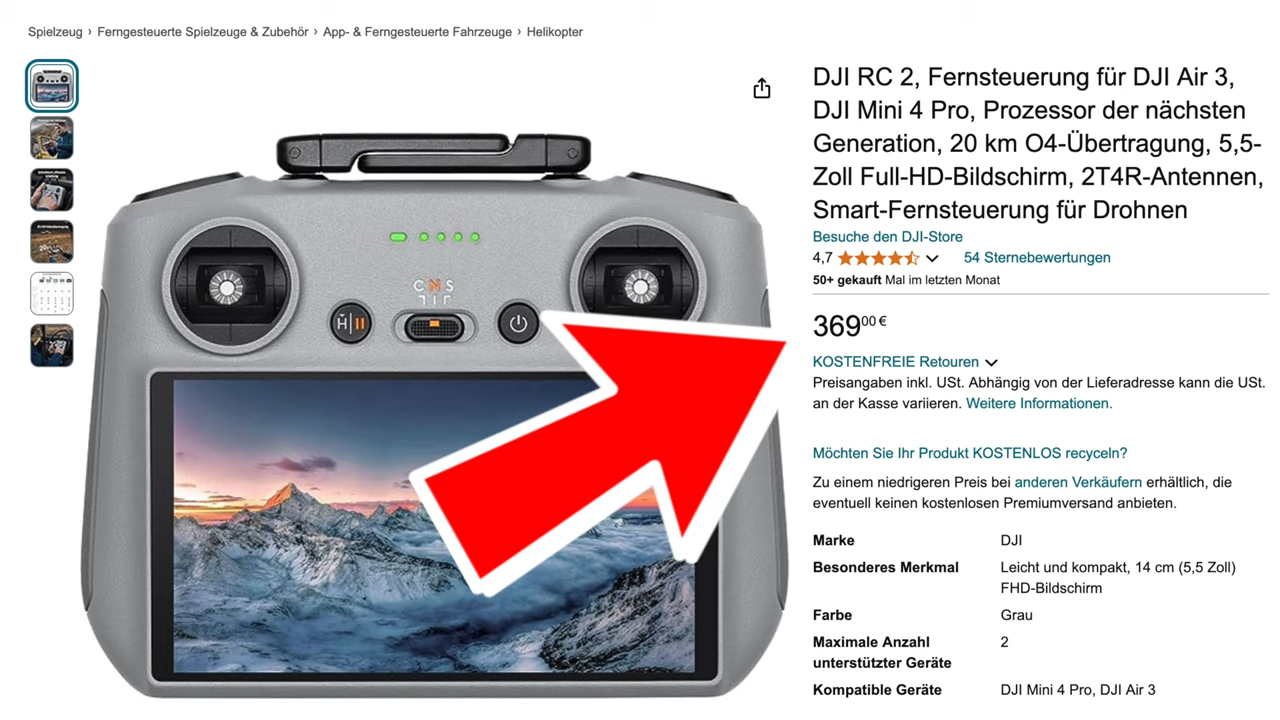 Spielzeug › Ferngesteuerte Spielzeuge & Zubehör › App- & Ferngesteuerte Fahrzeuge › Helikopter
DJI RC 2, Fernsteuerung für DJI Air 3,
DJI Mini 4 Pro, Prozessor der nächsten
Generation, 20 km O4-Übertragung, 5,5-
Zoll Full-HD-Bildschirm, 2T4R-Antennen,
Smart-Fernsteuerung für Drohnen
Besuche den DJI-Store
4,7 54 Sternebewertungen
50+ gekauft Mal im letzten Monat
369,00 €
KOSTENFREIE Retouren
Preisangaben inkl. USt. Abhängig von der Lieferadresse kann die USt.
an der Kasse variieren. Weitere Informationen.
Möchten Sie Ihr Produkt KOSTENLOS recyceln?
Zu einem niedrigeren Preis bei anderen Verkäufern erhältlich, die
eventuell keinen kostenlosen Premiumversand anbieten.
Marke DJI
Besonderes Merkmal Leicht und kompakt, 14 cm (5,5 Zoll)
FHD-Bildschirm
Farbe Grau
Maximale Anzahl 2
unterstützter Geräte
Kompatible Geräte DJI Mini 4 Pro, DJI Air 3
C N S
H